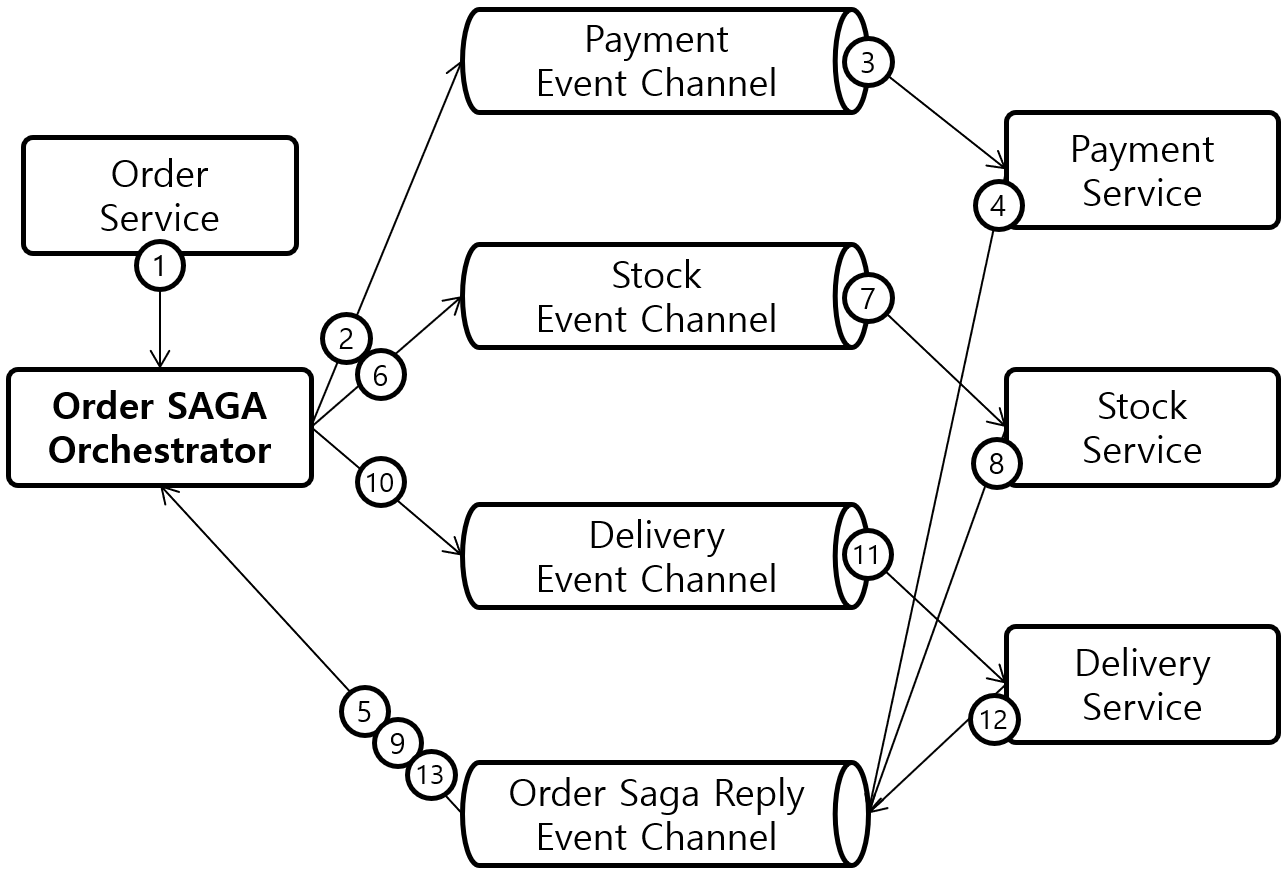 Payment
Event Channel
3
Order
Service
1
Payment
Service
4
Stock
Event Channel
7
2
6
Order SAGA
Orchestrator
Stock
Service
8
10
Delivery
Event Channel
11
Delivery
Service
12
5
9
13
Order Saga Reply
Event Channel